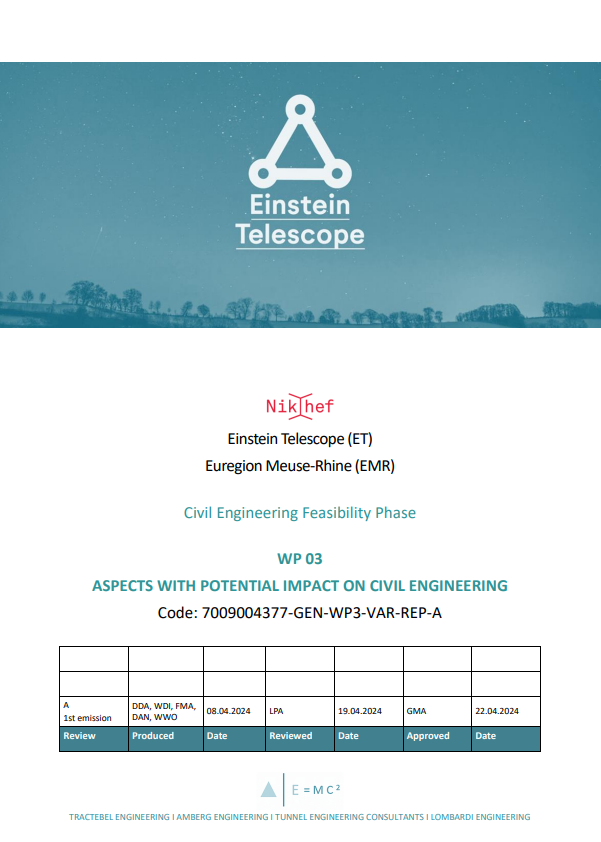 Einstein
Telescope
Nikhef
Einstein Telescope (ET)
Euregion Meuse-Rhine (EMR)
Civil Engineering Feasibility Phase
WP 03
ASPECTS WITH POTENTIAL IMPACT ON CIVIL ENGINEERING
Code: 7009004377-GEN-WP3-VAR-REP-A
A
1st emission
DDA, WDI, FMA,
DAN, WWO
08.04.2024
LPA
19.04.2024
GMA
22.04.2024
Review Produced Date Reviewed Date Approved Date
E = M C ²
TRACTEBEL ENGINEERING I AMBERG ENGINEERING I TUNNEL ENGINEERING CONSULTANTS I LOMBARDI ENGINEERING